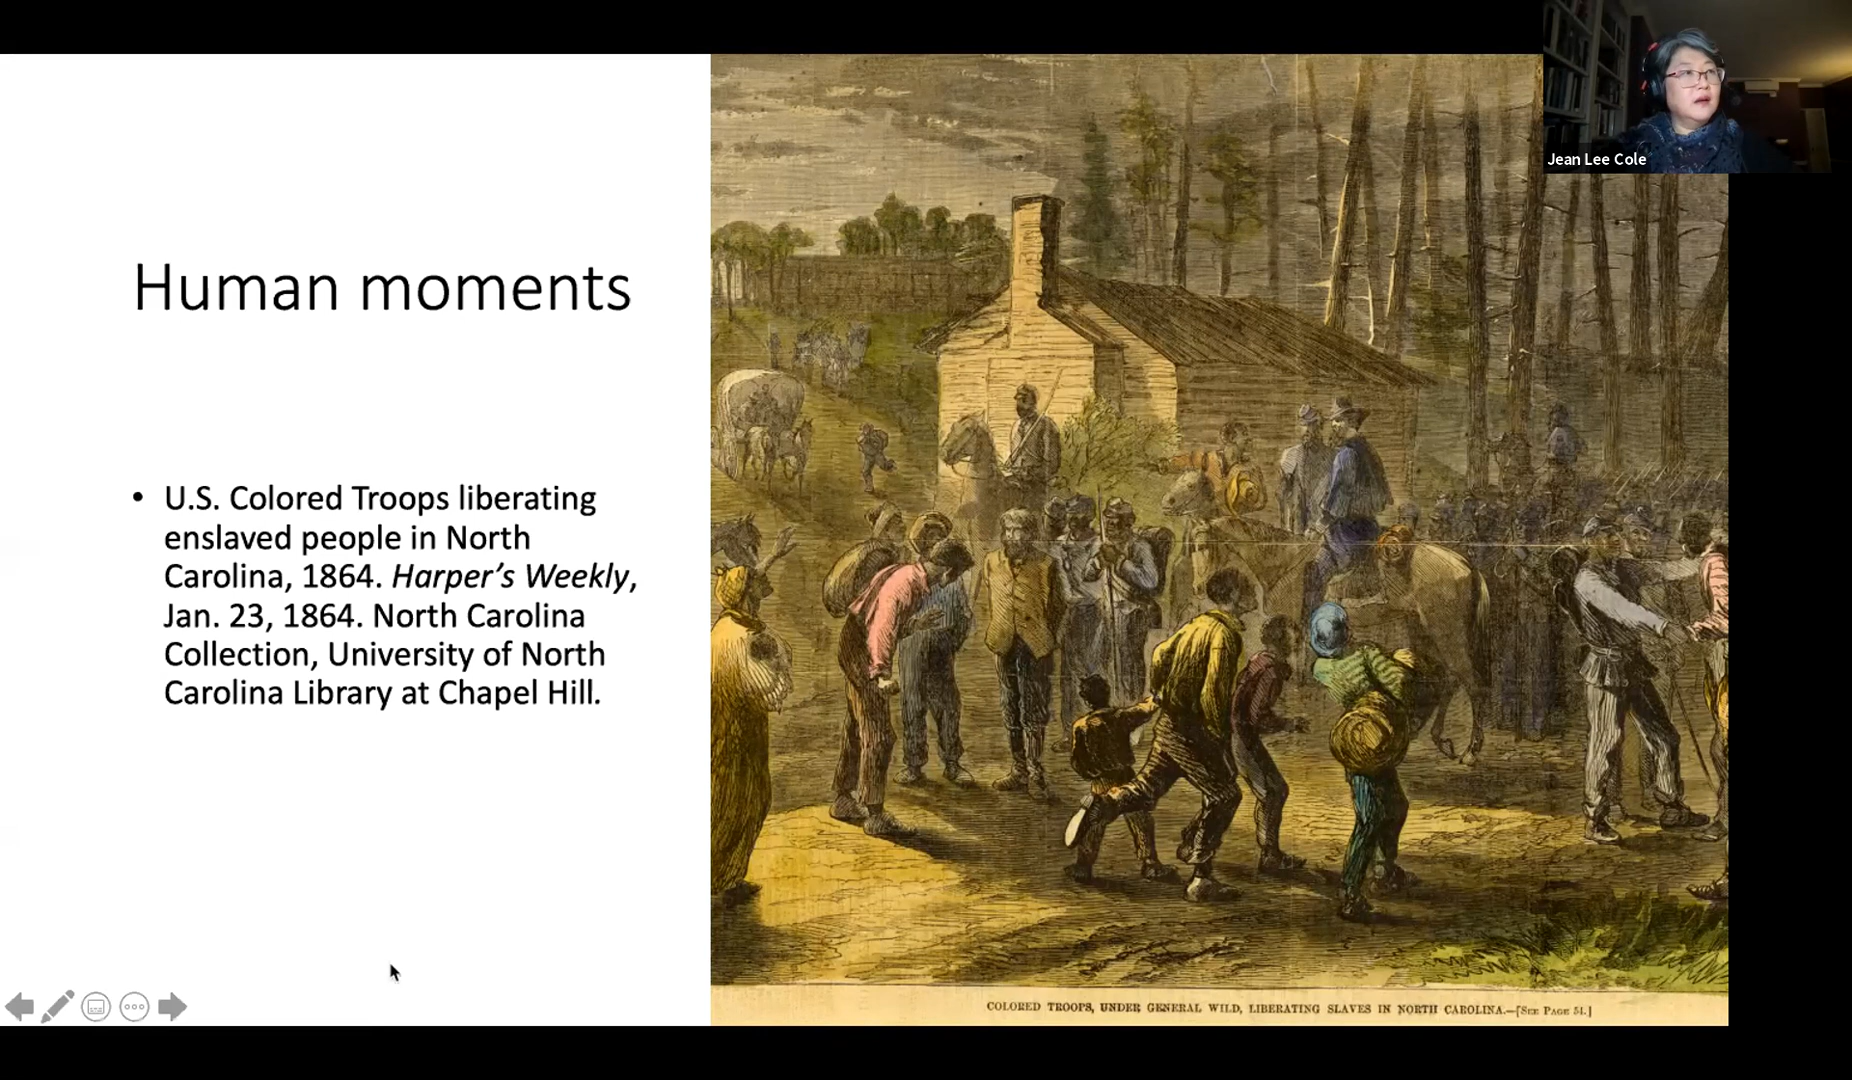 Jean Lee Cole
Human moments
• U.S. Colored Troops liberating
enslaved people in North
Carolina, 1864. Harper’s Weekly,
Jan. 23, 1864. North Carolina
Collection, University of North
Carolina Library at Chapel Hill.
COLORED TROOPS, UNDER GENERAL WILD, LIBERATING SLAVES IN NORTH CAROLINA.—[SEE PAGE 51.]